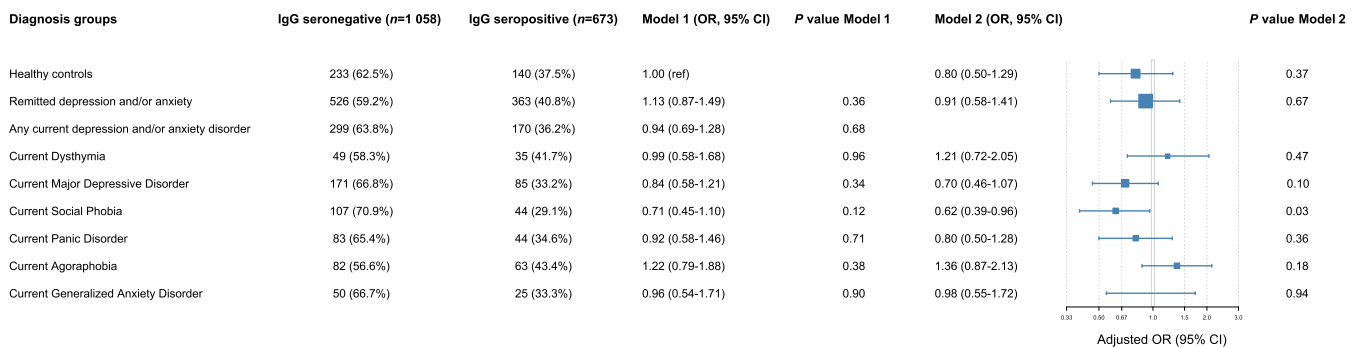 Diagnosis groups IgG seronegative (n=1 058) IgG seropositive (n=673) Model 1 (OR, 95% CI) P value Model 1 Model 2 (OR, 95% CI) P value Model 2
Healthy controls 233 (62.5%) 140 (37.5%) 1.00 (ref) 0.80 (0.50-1.29) 0.37
Remitted depression and/or anxiety 526 (59.2%) 363 (40.8%) 1.13 (0.87-1.49) 0.36 0.91 (0.58-1.41) 0.67
Any current depression and/or anxiety disorder 299 (63.8%) 170 (36.2%) 0.94 (0.69-1.28) 0.68
Current Dysthymia 49 (58.3%) 35 (41.7%) 0.99 (0.58-1.68) 0.96 1.21 (0.72-2.05) 0.47
Current Major Depressive Disorder 171 (66.8%) 85 (33.2%) 0.84 (0.58-1.21) 0.34 0.70 (0.46-1.07) 0.10
Current Social Phobia 107 (70.9%) 44 (29.1%) 0.71 (0.45-1.10) 0.12 0.62 (0.39-0.96) 0.03
Current Panic Disorder 83 (65.4%) 44 (34.6%) 0.92 (0.58-1.46) 0.71 0.80 (0.50-1.28) 0.36
Current Agoraphobia 82 (56.6%) 63 (43.4%) 1.22 (0.79-1.88) 0.38 1.36 (0.87-2.13) 0.18
Current Generalized Anxiety Disorder 50 (66.7%) 25 (33.3%) 0.96 (0.54-1.71) 0.90 0.98 (0.55-1.72) 0.94
0.33 0.50 0.67 1.0 1.5 2.0 3.0
Adjusted OR (95% CI)